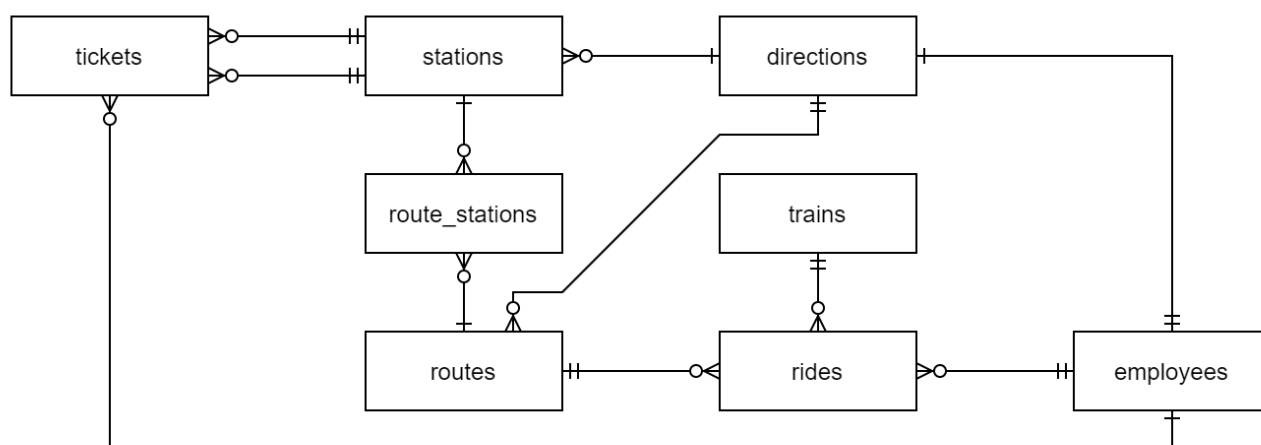 tickets
stations
directions
route_stations
trains
routes
rides
employees